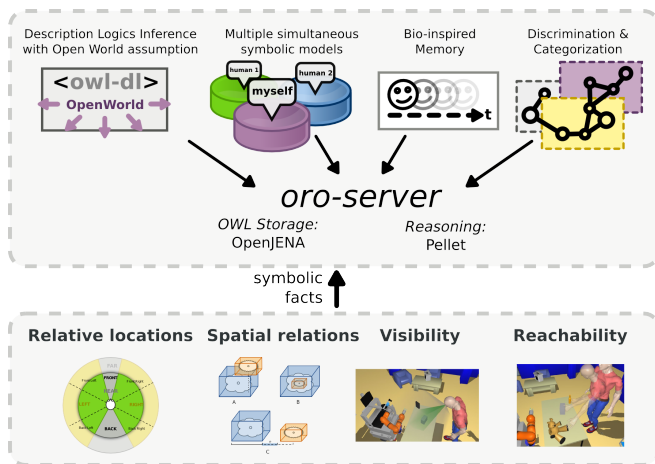 Description Logics Inference
with Open World assumption
Multiple simultaneous
symbolic models
Bio-inspired
Memory
Discrimination &
Categorization
<owl-dl>
OpenWorld
human 1
human 2
myself
t
oro-server
OWL Storage:
OpenJENA
Reasoning:
Pellet
symbolic
facts
Relative locations
Spatial relations
Visibility
Reachability
FAR
FRONT
NEAR
BACK
A
B
C